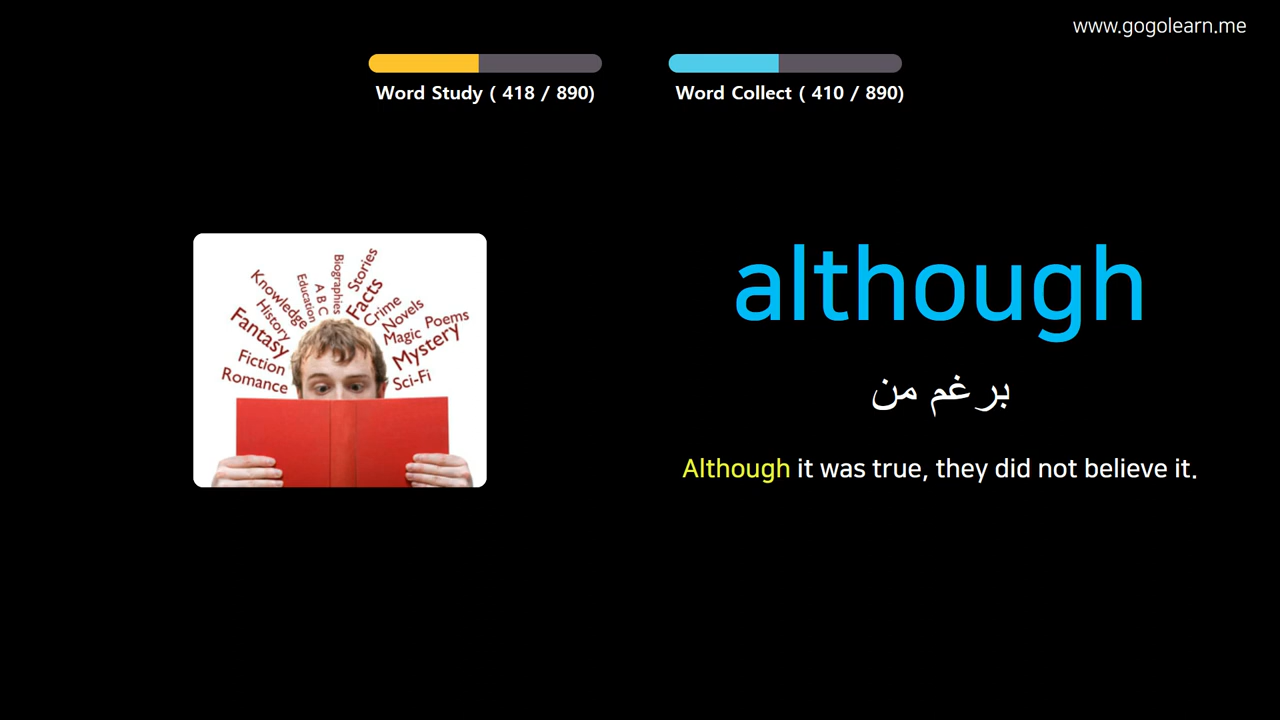 www.gogolearn.me
Word Study ( 418 / 890)
Word Collect ( 410 / 890)
Knowledge
History
Fantasy
Fiction
Romance
Education
A B C
Biographies
Stories
Facts
Crime
Novels
Magic
Poems
Mystery
Sci-Fi
although
برغم من
Although it was true, they did not believe it.